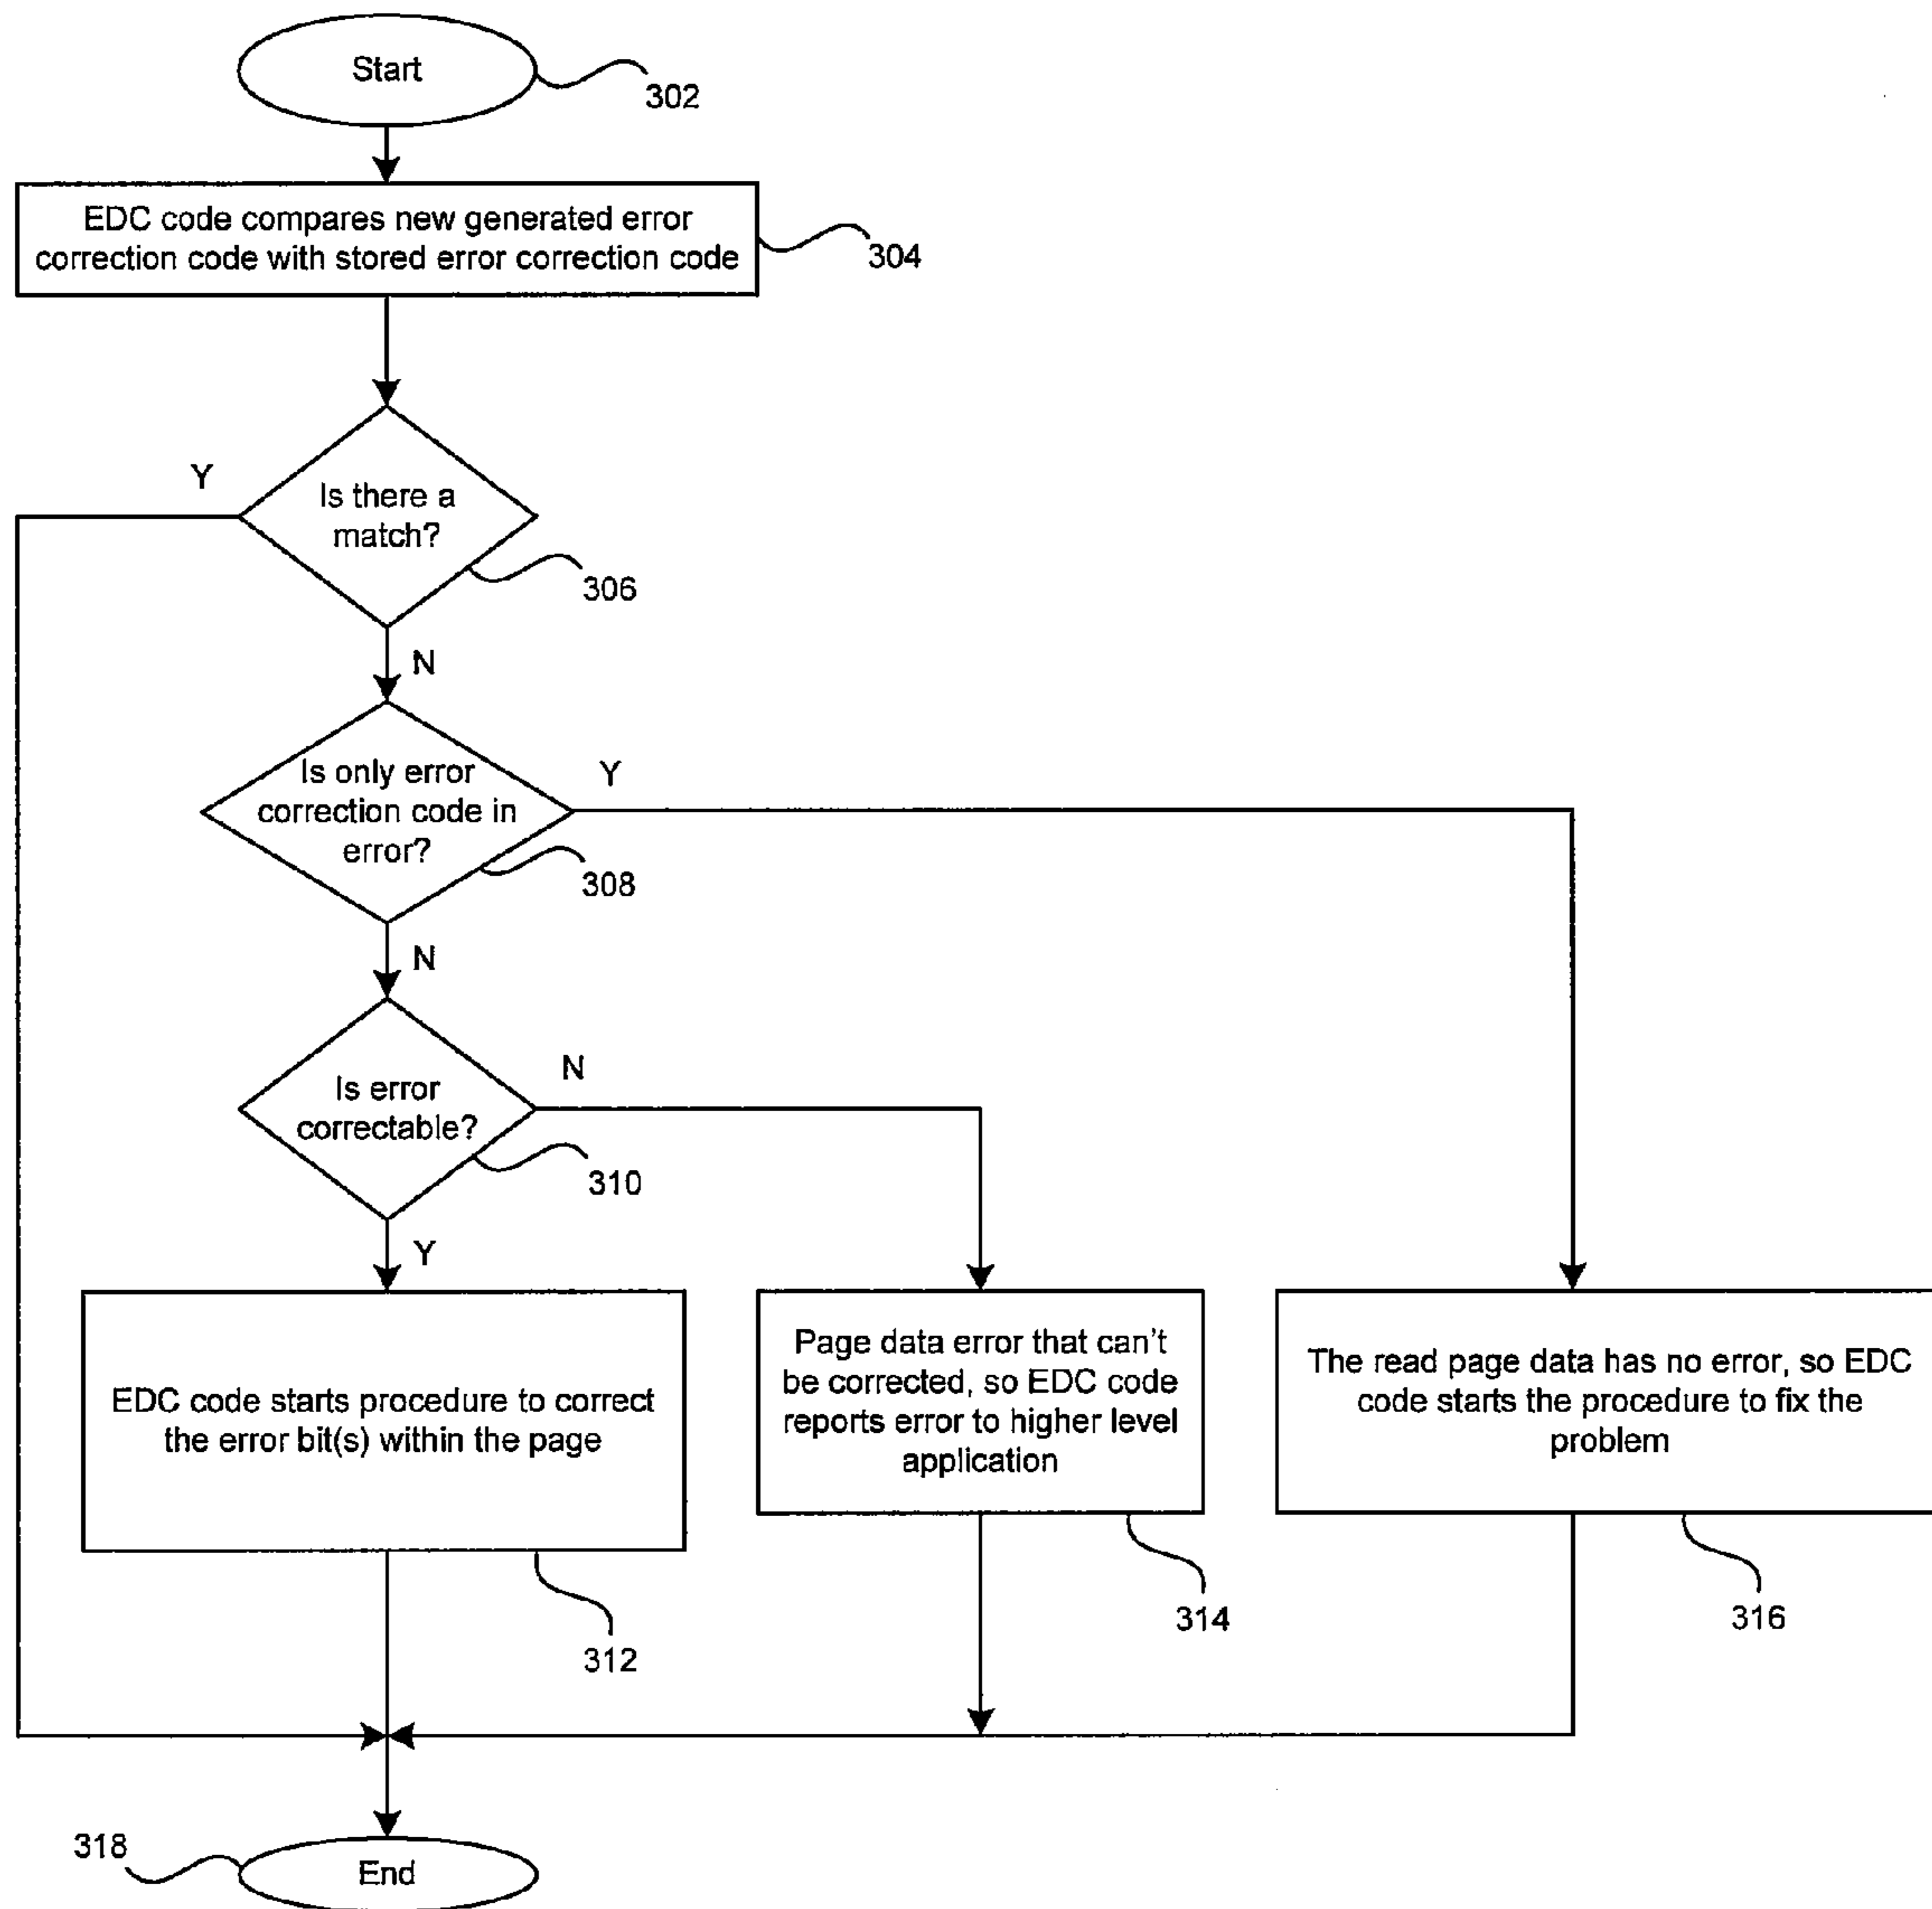 Start
302
EDC code compares new generated error
correction code with stored error correction code
304
Y
Is there a
match?
306
N
Is only error
correction code in
error?
Y
308
N
Is error
correctable?
N
310
Y
EDC code starts procedure to correct
the error bit(s) within the page
312
Page data error that can't
be corrected, so EDC code
reports error to higher level
application
314
The read page data has no error, so EDC
code starts the procedure to fix the
problem
316
318
End